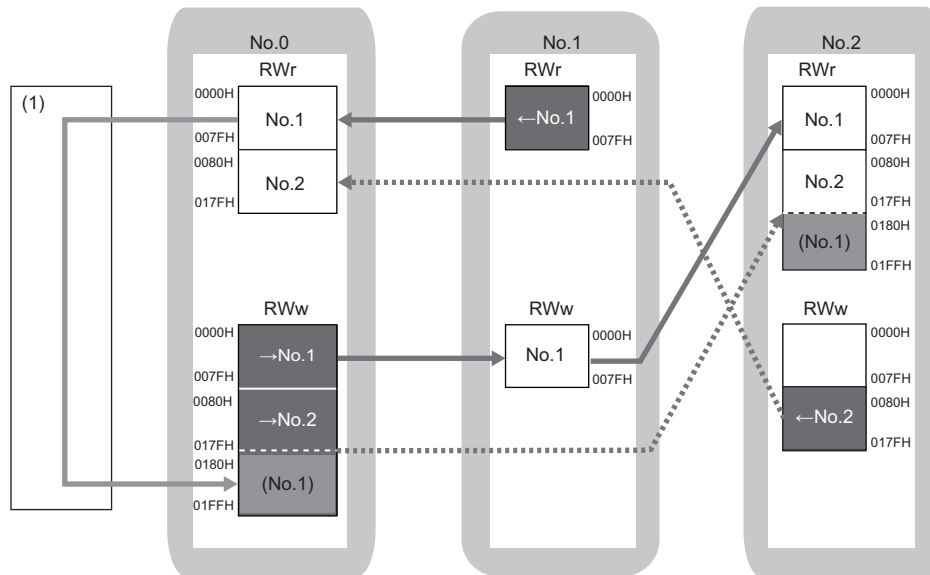 No.0
No.1
No.2
RWr
RWr
RWr
(1)
0000H
No.1
007FH
0080H
No.2
017FH
0000H
←No.1
007FH
0000H
No.1
007FH
0080H
No.2
017FH
0180H
(No.1)
01FFH
RWw
RWw
RWw
0000H
→No.1
007FH
0080H
→No.2
017FH
0180H
(No.1)
01FFH
0000H
No.1
007FH
0000H
007FH
0080H
←No.2
017FH